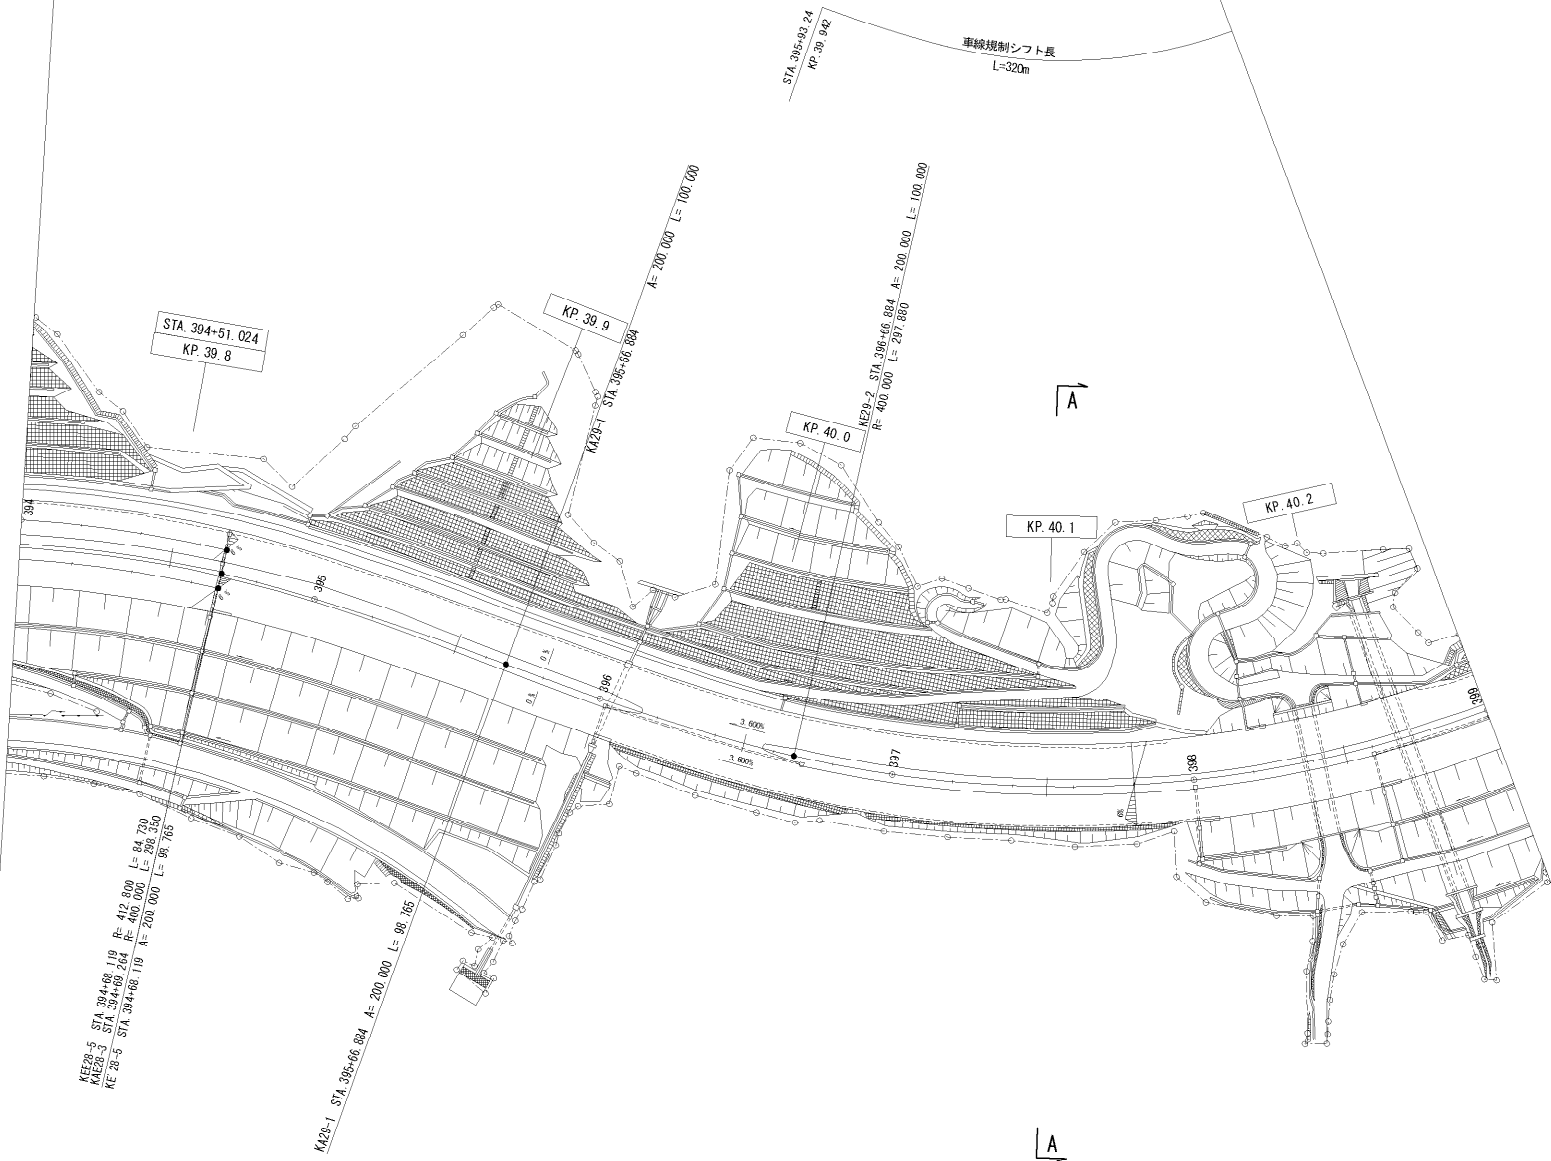 STA. 395+93.24
KP. 39.942
車線規制シフト長
L=320m
A= 200.000 L= 100.000
KA29-1 STA. 395+66.884
KE29-2 STA. 396+66.884 A= 200.000 L= 100.000
R= 400.000 L= 297.880
STA. 394+51.024
KP. 39.8
KP. 39.9
KP. 40.0
KP. 40.1
KP. 40.2
A
394
395
396
397
398
399
3.600%
3.600%
KEE28-5 STA. 394+68.119 R= 412.800 L= 84.730
KAE28-3 STA. 394+69.264 R= 400.000 L= 298.350
KE 28-5 STA. 394+68.119 A= 200.000 L= 98.765
KA29-1 STA. 395+66.884 A= 200.000 L= 98.765
A